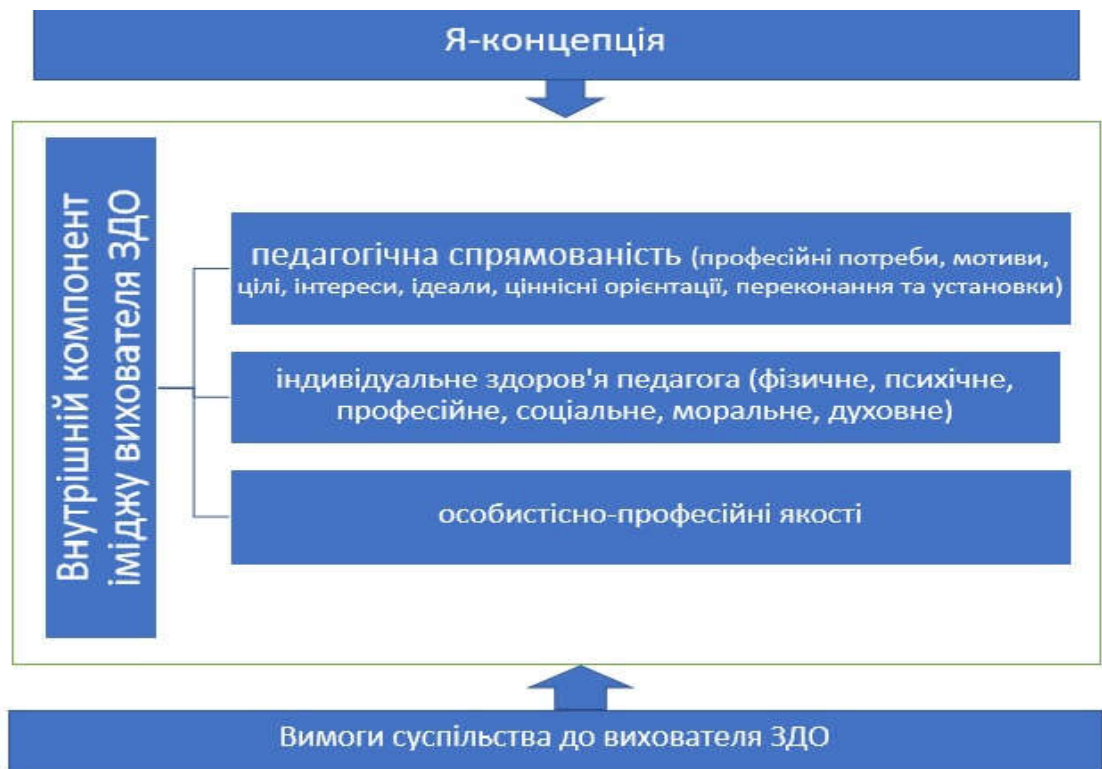 Я-концепція
Внутрішній компонент
іміджу вихователя ЗДО
педагогічна спрямованість (професійні потреби, мотиви,
цілі, інтереси, ідеали, ціннісні орієнтації, переконання та установки)
індивідуальне здоров'я педагога (фізичне, психічне,
професійне, соціальне, моральне, духовне)
особистісно-професійні якості
Вимоги суспільства до вихователя ЗДО